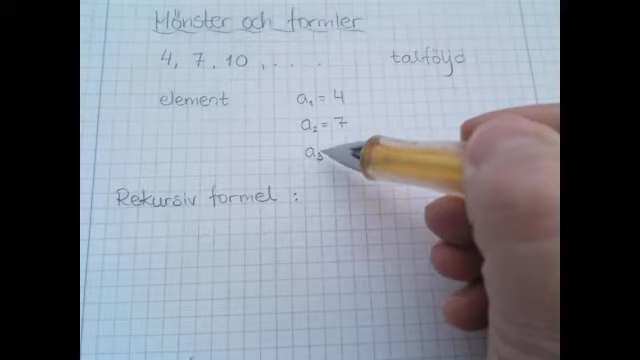 Mönster och formler
4, 7, 10, . . . . talföljd
element a₁ = 4
a₂ = 7
a₃
Rekursiv formel :